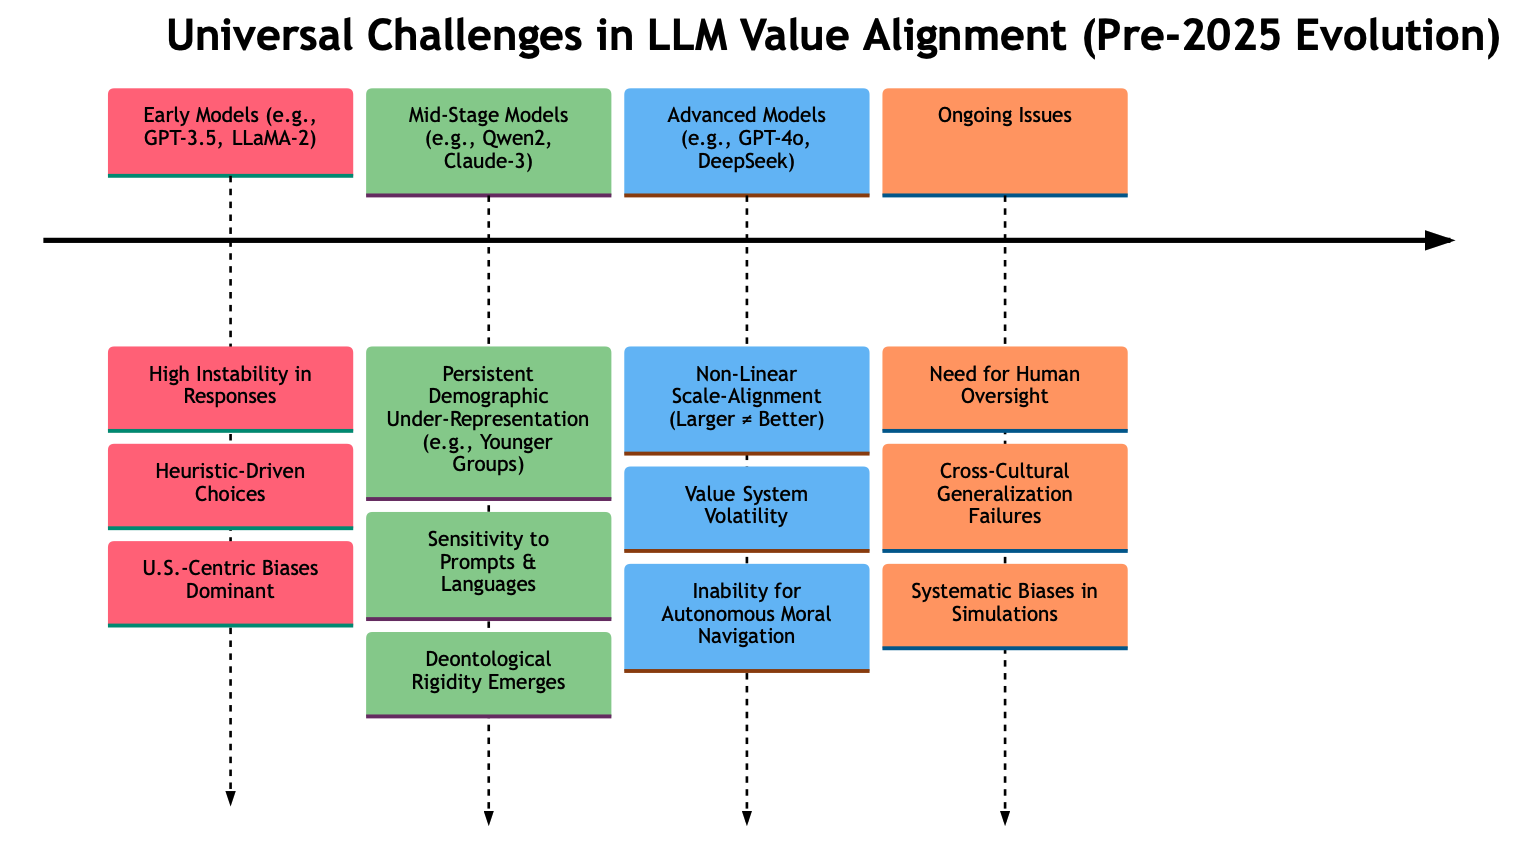 Universal Challenges in LLM Value Alignment (Pre-2025 Evolution)
Early Models (e.g.,
GPT-3.5, LLaMA-2)
Mid-Stage Models
(e.g., Qwen2,
Claude-3)
Advanced Models
(e.g., GPT-4o,
DeepSeek)
Ongoing Issues
High Instability in
Responses
Heuristic-Driven
Choices
U.S.-Centric Biases
Dominant
Persistent
Demographic
Under-Representation
(e.g., Younger
Groups)
Sensitivity to
Prompts &
Languages
Deontological
Rigidity Emerges
Non-Linear
Scale-Alignment
(Larger ≠ Better)
Value System
Volatility
Inability for
Autonomous Moral
Navigation
Need for Human
Oversight
Cross-Cultural
Generalization
Failures
Systematic Biases in
Simulations